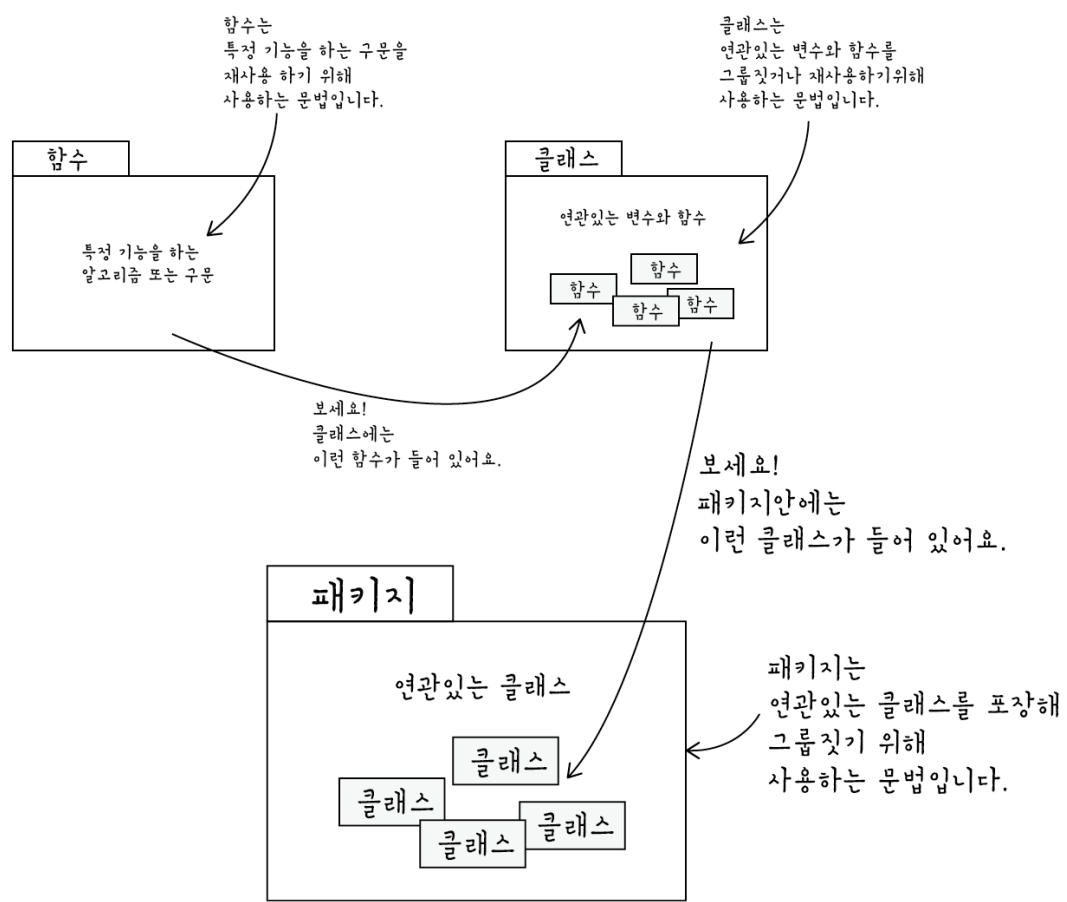 함수는
특정 기능을 하는 구문을
재사용 하기 위해
사용하는 문법입니다.
클래스는
연관있는 변수와 함수를
그룹짓거나 재사용하기위해
사용하는 문법입니다.
함수
특정 기능을 하는
알고리즘 또는 구문
클래스
연관있는 변수와 함수
함수
함수
함수
함수
보세요!
클래스에는
이런 함수가 들어 있어요.
보세요!
패키지안에는
이런 클래스가 들어 있어요.
패키지
연관있는 클래스
클래스
클래스
클래스
클래스
패키지는
연관있는 클래스를 포장해
그룹짓기 위해
사용하는 문법입니다.